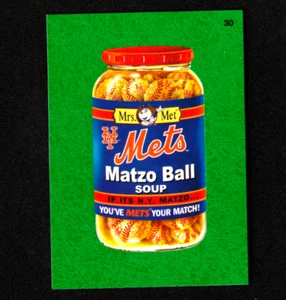 30
Mrs. Met
NY
Mets
Matzo Ball
SOUP
IF ITS N.Y. MATZO...
YOU'VE METS YOUR MATCH!